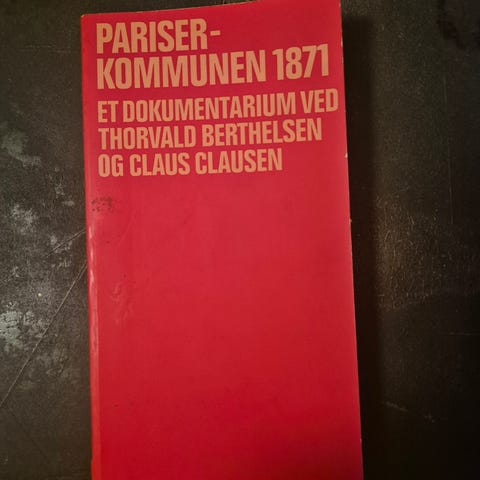 PARISER-
KOMMUNEN 1871
ET DOKUMENTARIUM VED
THORVALD BERTHELSEN
OG CLAUS CLAUSEN